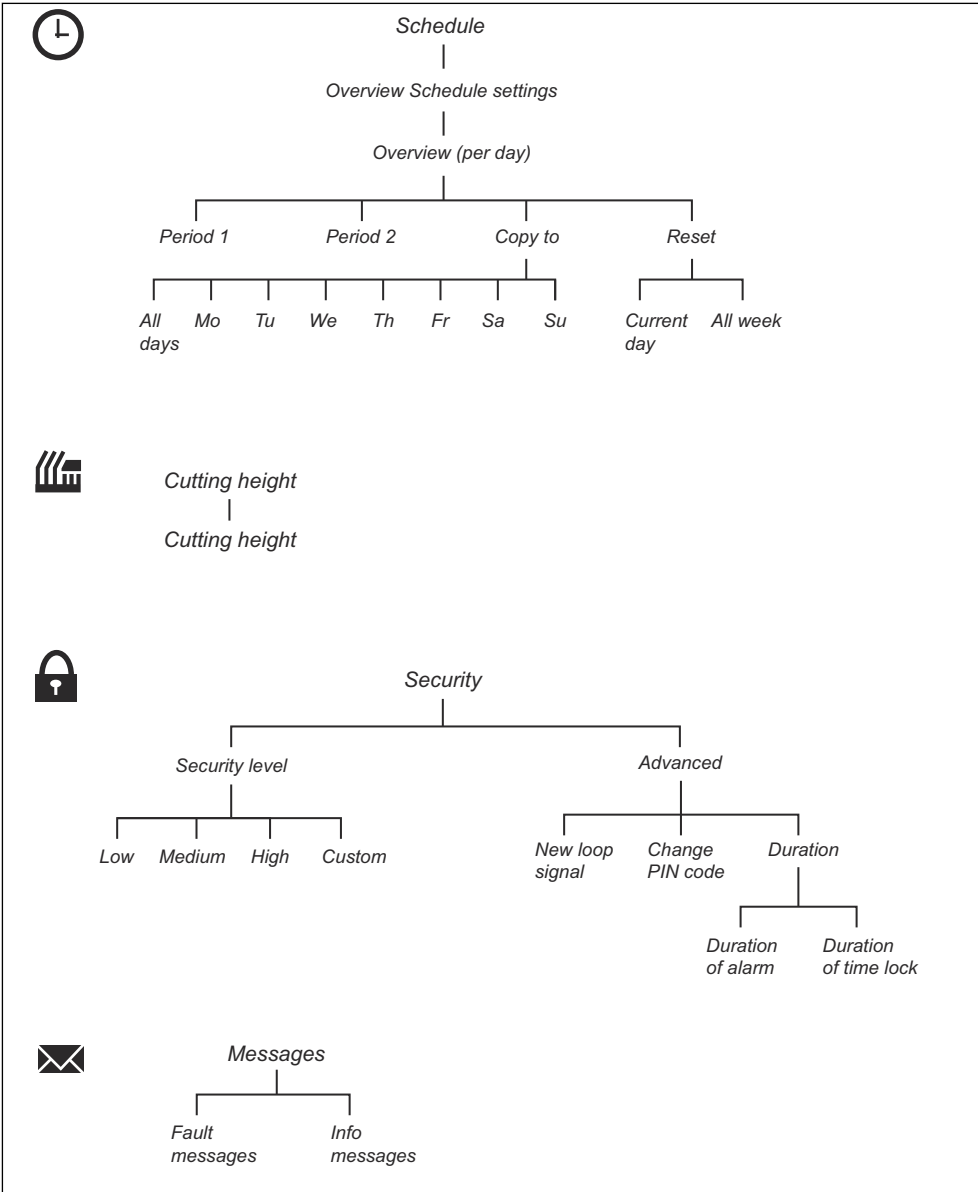 Schedule
Overview Schedule settings
Overview (per day)
Period 1 Period 2 Copy to Reset
All days Mo Tu We Th Fr Sa Su Current day All week
Cutting height
Cutting height
Security
Security level Advanced
Low Medium High Custom New loop signal Change PIN code Duration
Duration of alarm Duration of time lock
Messages
Fault messages Info messages